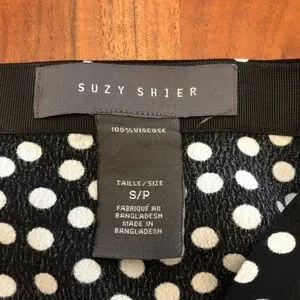 SUZY SHIER
100% VISCOSE
TAILLE/SIZE
S/P
FABRIQUÉ AU
BANGLADESH
MADE IN
BANGLADESH